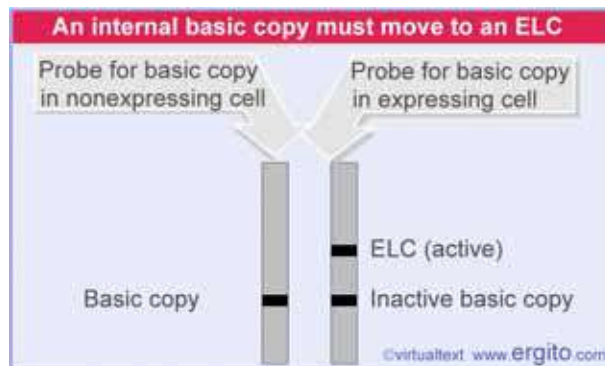 An internal basic copy must move to an ELC
Probe for basic copy
in nonexpressing cell
Probe for basic copy
in expressing cell
ELC (active)
Basic copy
Inactive basic copy
©virtualtext www.ergito.com